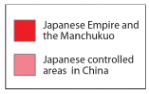 Japanese Empire and
the Manchukuo
Japanese controlled
areas in China